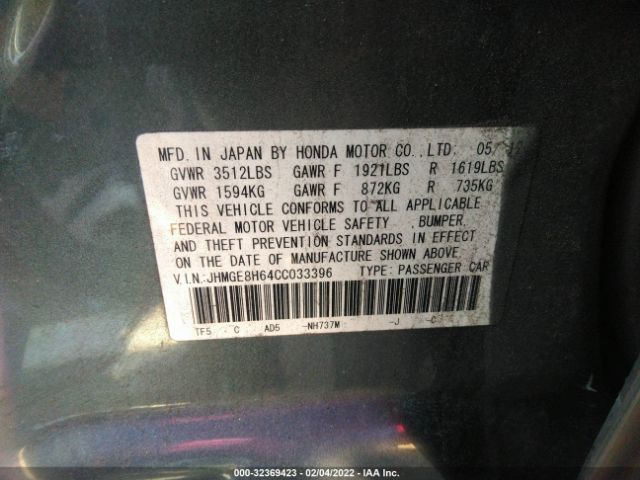 MFD. IN JAPAN BY HONDA MOTOR CO., LTD. 05/12
GVWR 3512LBS GAWR F 1921LBS R 1619LBS
GVWR 1594KG GAWR F 872KG R 735KG
THIS VEHICLE CONFORMS TO ALL APPLICABLE
FEDERAL MOTOR VEHICLE SAFETY , BUMPER,
AND THEFT PREVENTION STANDARDS IN EFFECT
ON THE DATE OF MANUFACTURE SHOWN ABOVE.
V.I.N.:JHMGE8H64CC033396 TYPE: PASSENGER CAR
TF5 - C AD5 -NH737M -J -C
000-32369423 - 02/04/2022 - IAA Inc.